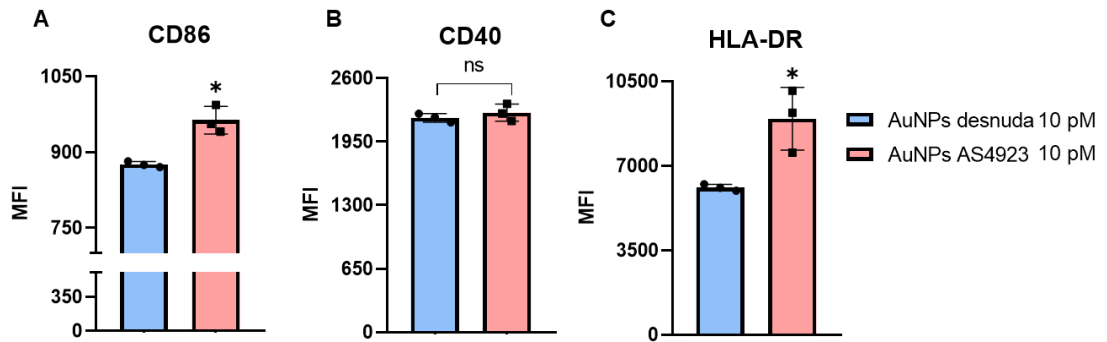 A
CD86
MFI
1050
900
750
350
0
*
B
CD40
MFI
2600
1950
1300
650
0
ns
C
HLA-DR
MFI
10500
7000
3500
0
*
AuNPs desnuda 10 pM
AuNPs AS4923 10 pM